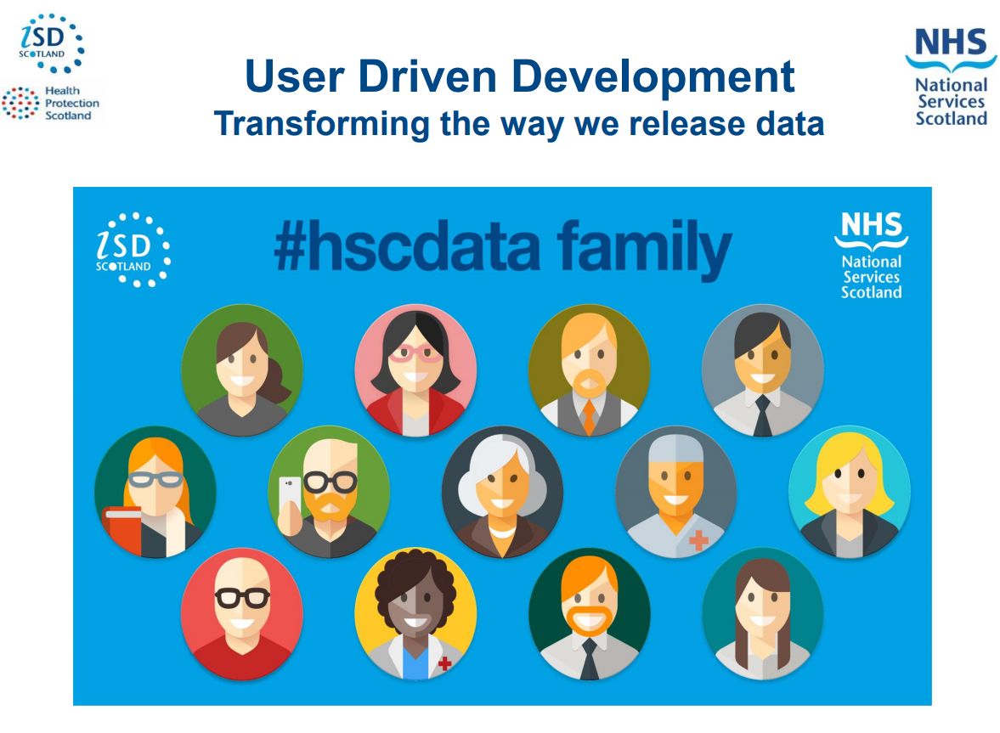 iSD
SCOTLAND
Health
Protection
Scotland
User Driven Development
Transforming the way we release data
NHS
National
Services
Scotland
iSD
SCOTLAND
#hscdata family
NHS
National
Services
Scotland